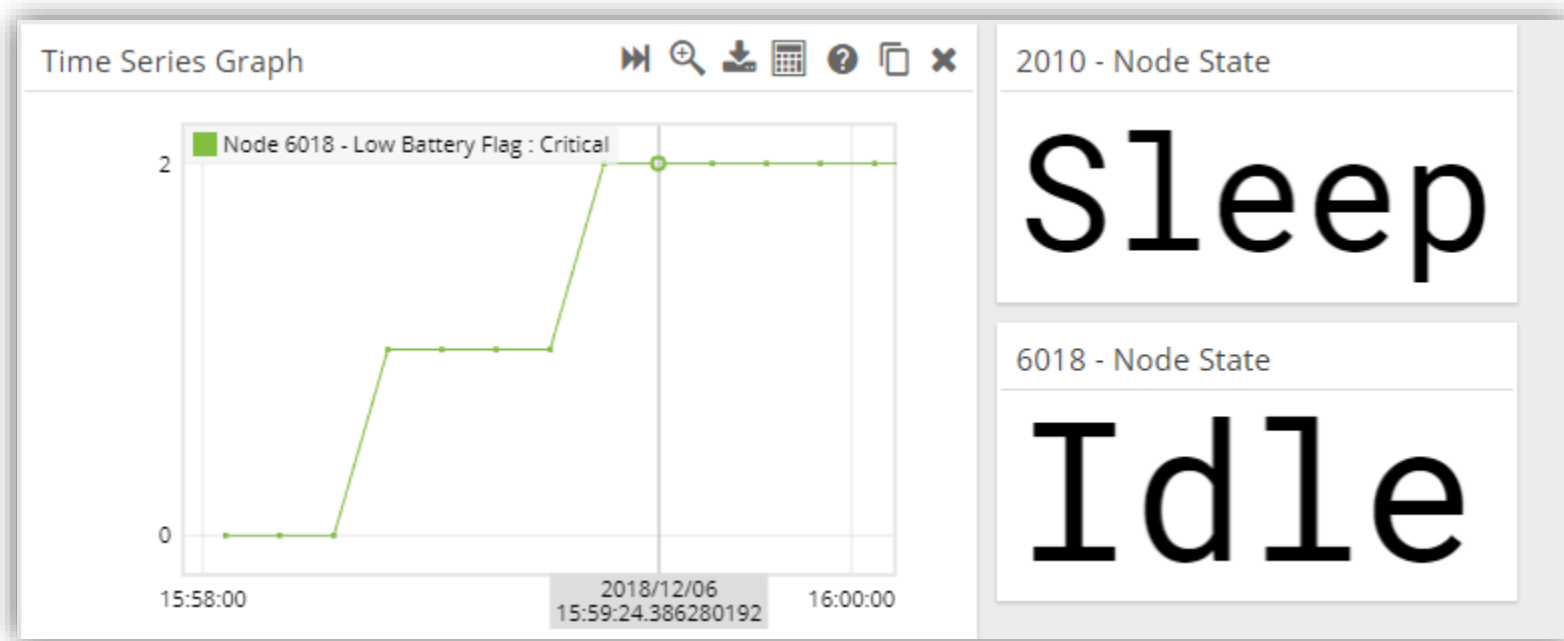 Time Series Graph
Node 6018 - Low Battery Flag : Critical
2
0
15:58:00
2018/12/06
15:59:24.386280192
16:00:00
2010 - Node State
Sleep
6018 - Node State
Idle